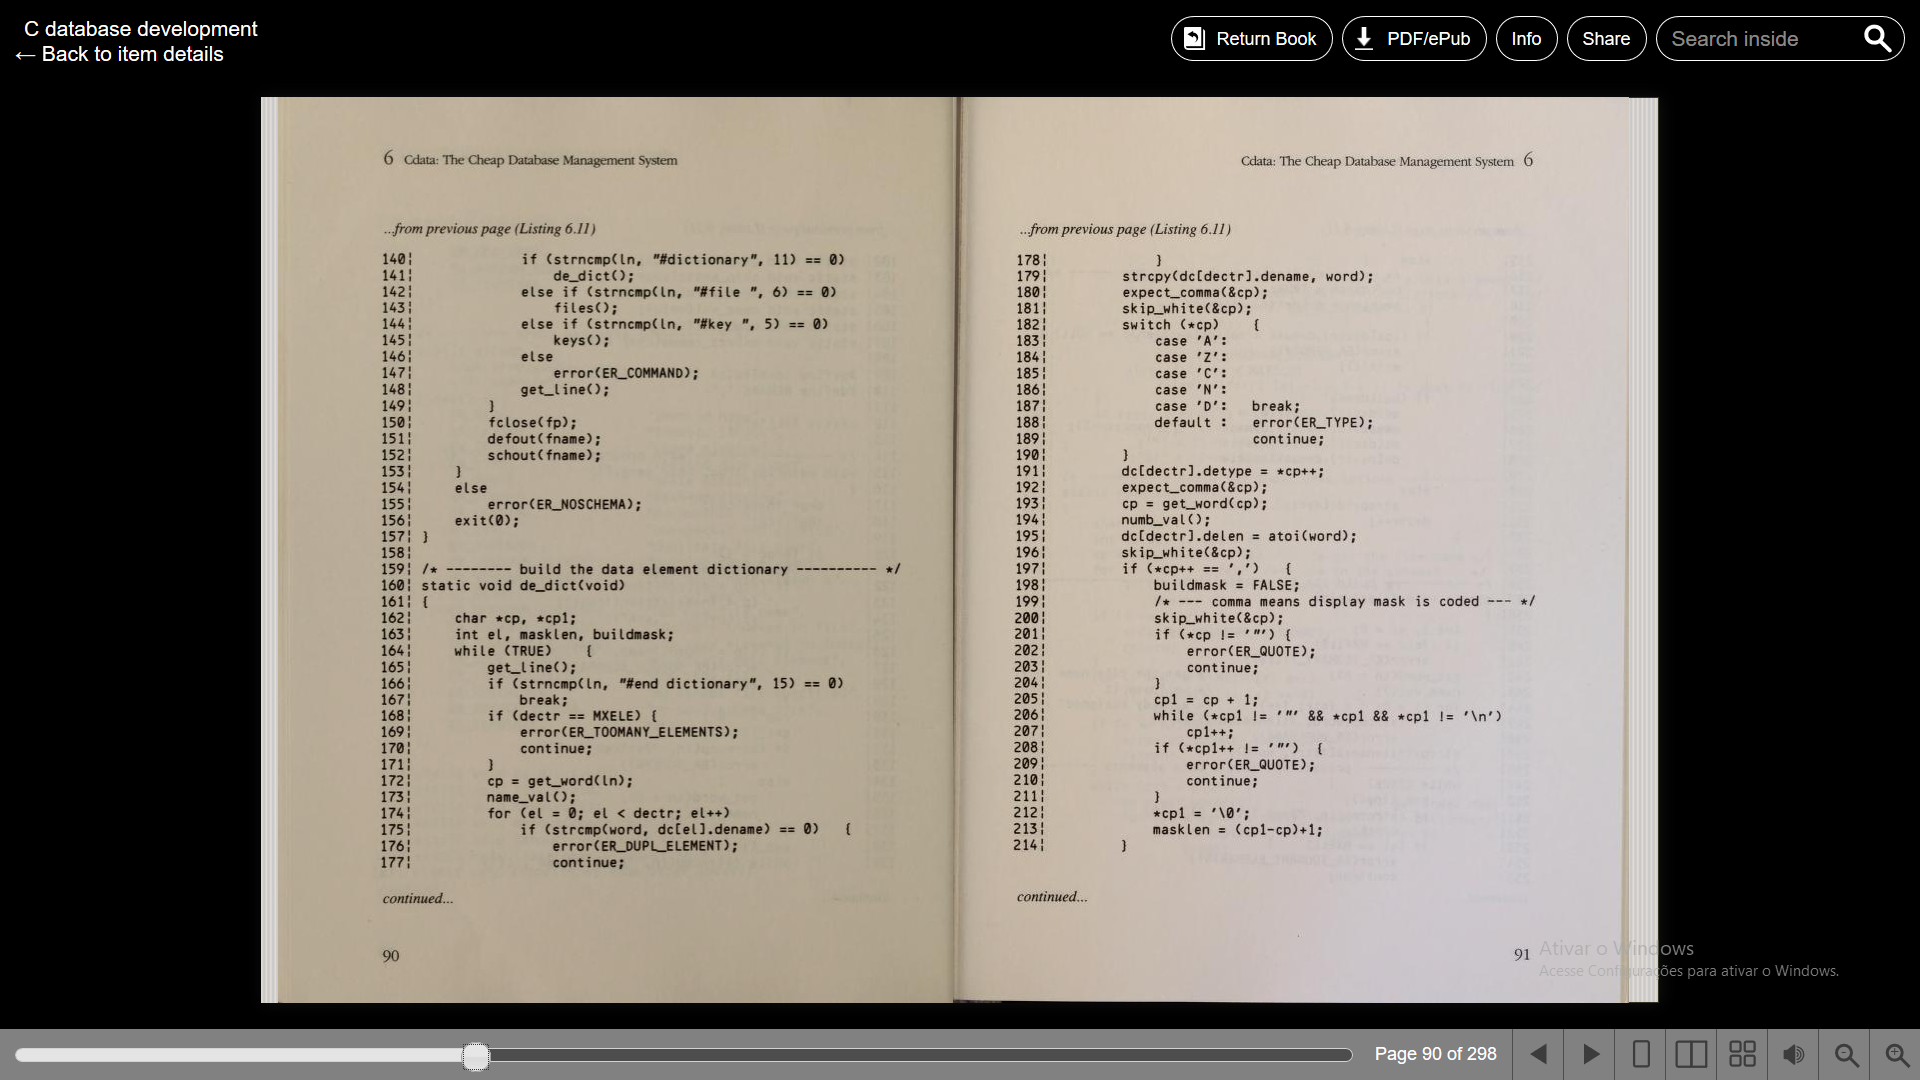 C database development
← Back to item details
Return Book
PDF/ePub
Info
Share
Search inside
6 Cdata: The Cheap Database Management System
...from previous page (Listing 6.11)
140¦             if (strncmp(ln, "#dictionary", 11) == 0)
141¦                 de_dict();
142¦             else if (strncmp(ln, "#file ", 6) == 0)
143¦                 files();
144¦             else if (strncmp(ln, "#key ", 5) == 0)
145¦                 keys();
146¦             else
147¦                 error(ER_COMMAND);
148¦             get_line();
149¦         }
150¦         fclose(fp);
151¦         defout(fname);
152¦         schout(fname);
153¦     }
154¦     else
155¦         error(ER_NOSCHEMA);
156¦     exit(0);
157¦ }
158¦
159¦ /* -------- build the data element dictionary ---------- */
160¦ static void de_dict(void)
161¦ {
162¦     char *cp, *cp1;
163¦     int el, masklen, buildmask;
164¦     while (TRUE)    {
165¦         get_line();
166¦         if (strncmp(ln, "#end dictionary", 15) == 0)
167¦             break;
168¦         if (dectr == MXELE) {
169¦             error(ER_TOOMANY_ELEMENTS);
170¦             continue;
171¦         }
172¦         cp = get_word(ln);
173¦         name_val();
174¦         for (el = 0; el < dectr; el++)
175¦             if (strcmp(word, dc[el].dename) == 0)   {
176¦                 error(ER_DUPL_ELEMENT);
177¦                 continue;
continued...
90
Cdata: The Cheap Database Management System 6
...from previous page (Listing 6.11)
178¦             }
179¦         strcpy(dc[dectr].dename, word);
180¦         expect_comma(&cp);
181¦         skip_white(&cp);
182¦         switch (*cp)    {
183¦             case 'A':
184¦             case 'Z':
185¦             case 'C':
186¦             case 'N':
187¦             case 'D':   break;
188¦             default :   error(ER_TYPE);
189¦                         continue;
190¦         }
191¦         dc[dectr].detype = *cp++;
192¦         expect_comma(&cp);
193¦         cp = get_word(cp);
194¦         numb_val();
195¦         dc[dectr].delen = atoi(word);
196¦         skip_white(&cp);
197¦         if (*cp++ == ',')   {
198¦             buildmask = FALSE;
199¦             /* --- comma means display mask is coded --- */
200¦             skip_white(&cp);
201¦             if (*cp != '"') {
202¦                 error(ER_QUOTE);
203¦                 continue;
204¦             }
205¦             cp1 = cp + 1;
206¦             while (*cp1 != '"' && *cp1 && *cp1 != '\n')
207¦                 cp1++;
208¦             if (*cp1++ != '"')  {
209¦                 error(ER_QUOTE);
210¦                 continue;
211¦             }
212¦             *cp1 = '\0';
213¦             masklen = (cp1-cp)+1;
214¦         }
continued...
91
Ativar o Windows
Acesse Configurações para ativar o Windows.
Page 90 of 298